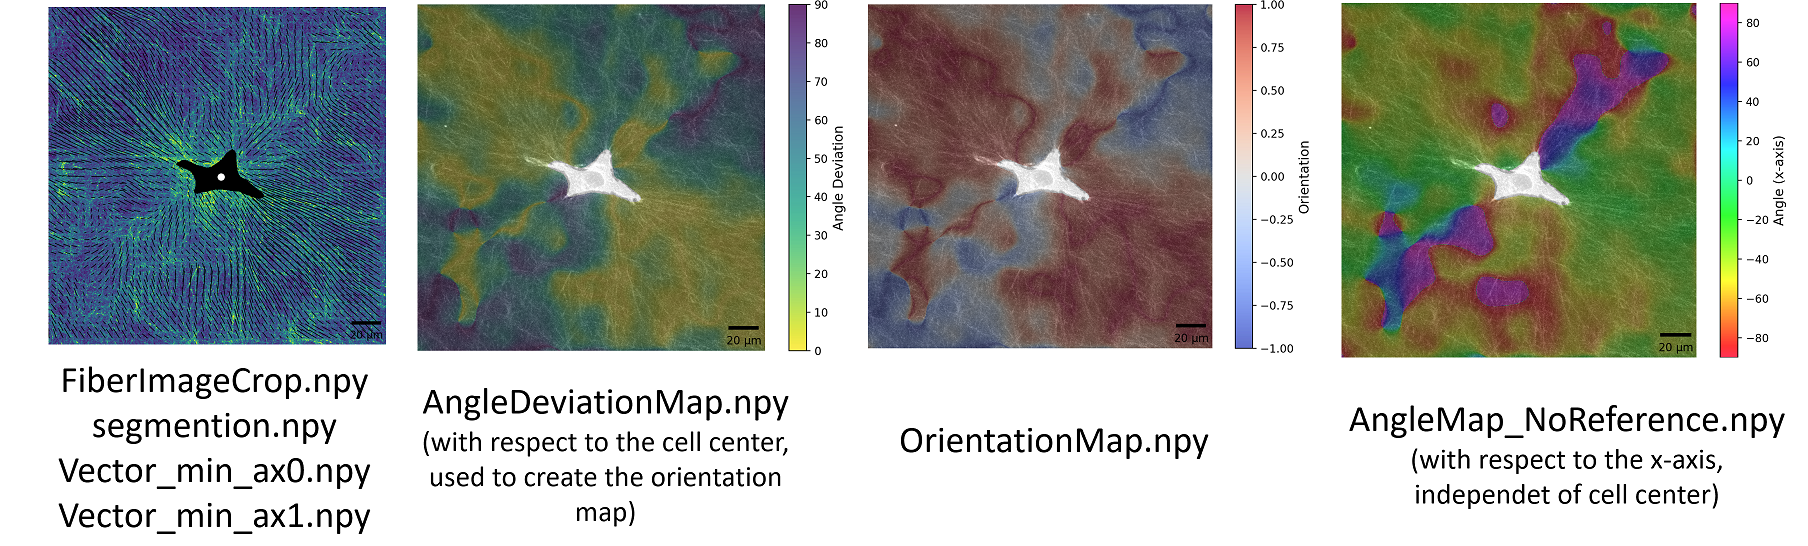 20 µm
FiberImageCrop.npy
segmention.npy
Vector_min_ax0.npy
Vector_min_ax1.npy
20 µm
90
80
70
60
50
40
30
20
10
0
Angle Deviation
AngleDeviationMap.npy
(with respect to the cell center,
used to create the orientation
map)
20 µm
1.00
0.75
0.50
0.25
0.00
−0.25
−0.50
−0.75
−1.00
Orientation
OrientationMap.npy
20 µm
80
60
40
20
0
−20
−40
−60
−80
Angle (x-axis)
AngleMap_NoReference.npy
(with respect to the x-axis,
independet of cell center)